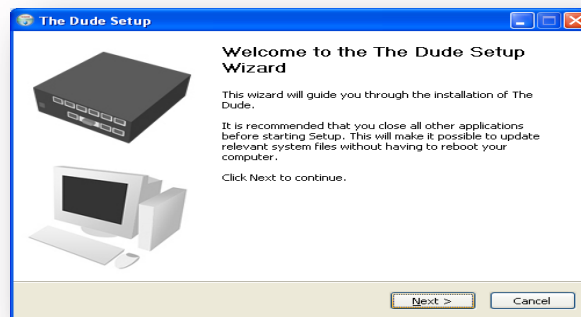 The Dude Setup
Welcome to the The Dude Setup
Wizard
This wizard will guide you through the installation of The
Dude.
It is recommended that you close all other applications
before starting Setup. This will make it possible to update
relevant system files without having to reboot your
computer.
Click Next to continue.
Next >
Cancel